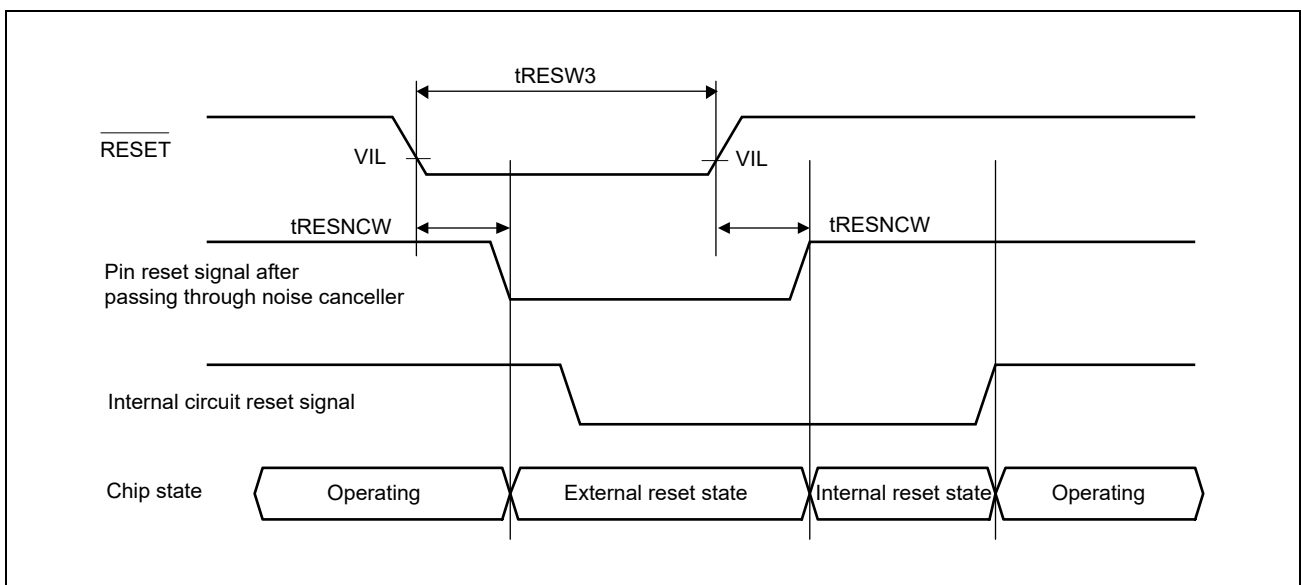 tRESW3
RESET
VIL
VIL
tRESNCW
tRESNCW
Pin reset signal after
passing through noise canceller
Internal circuit reset signal
Chip state
Operating
External reset state
Internal reset state
Operating